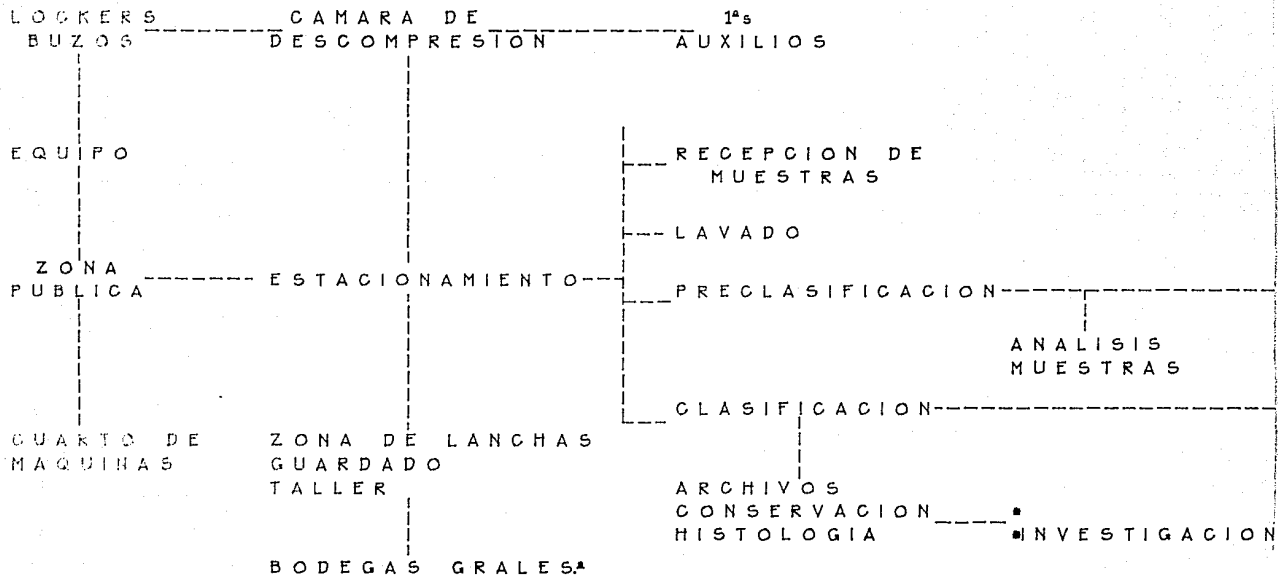 LOCKERS
BUZOS
CAMARA DE
DESCOMPRESION
1ªs
AUXILIOS
EQUIPO
RECEPCION DE
MUESTRAS
LAVADO
ZONA
PUBLICA
ESTACIONAMIENTO
PRECLASIFICACION
ANALISIS
MUESTRAS
CLASIFICACION
CUARTO DE
MAQUINAS
ZONA DE LANCHAS
GUARDADO
TALLER
ARCHIVOS
CONSERVACION
HISTOLOGIA
INVESTIGACION
BODEGAS GRALES.